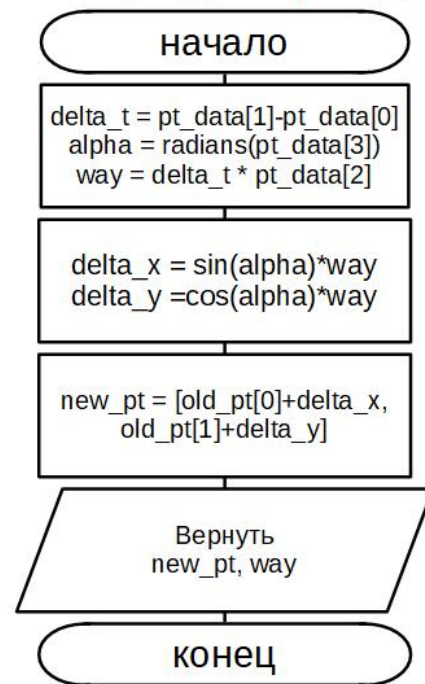 начало
delta_t = pt_data[1]-pt_data[0]
alpha = radians(pt_data[3])
way = delta_t * pt_data[2]
delta_x = sin(alpha)*way
delta_y =cos(alpha)*way
new_pt = [old_pt[0]+delta_x,
old_pt[1]+delta_y]
Вернуть
new_pt, way
конец